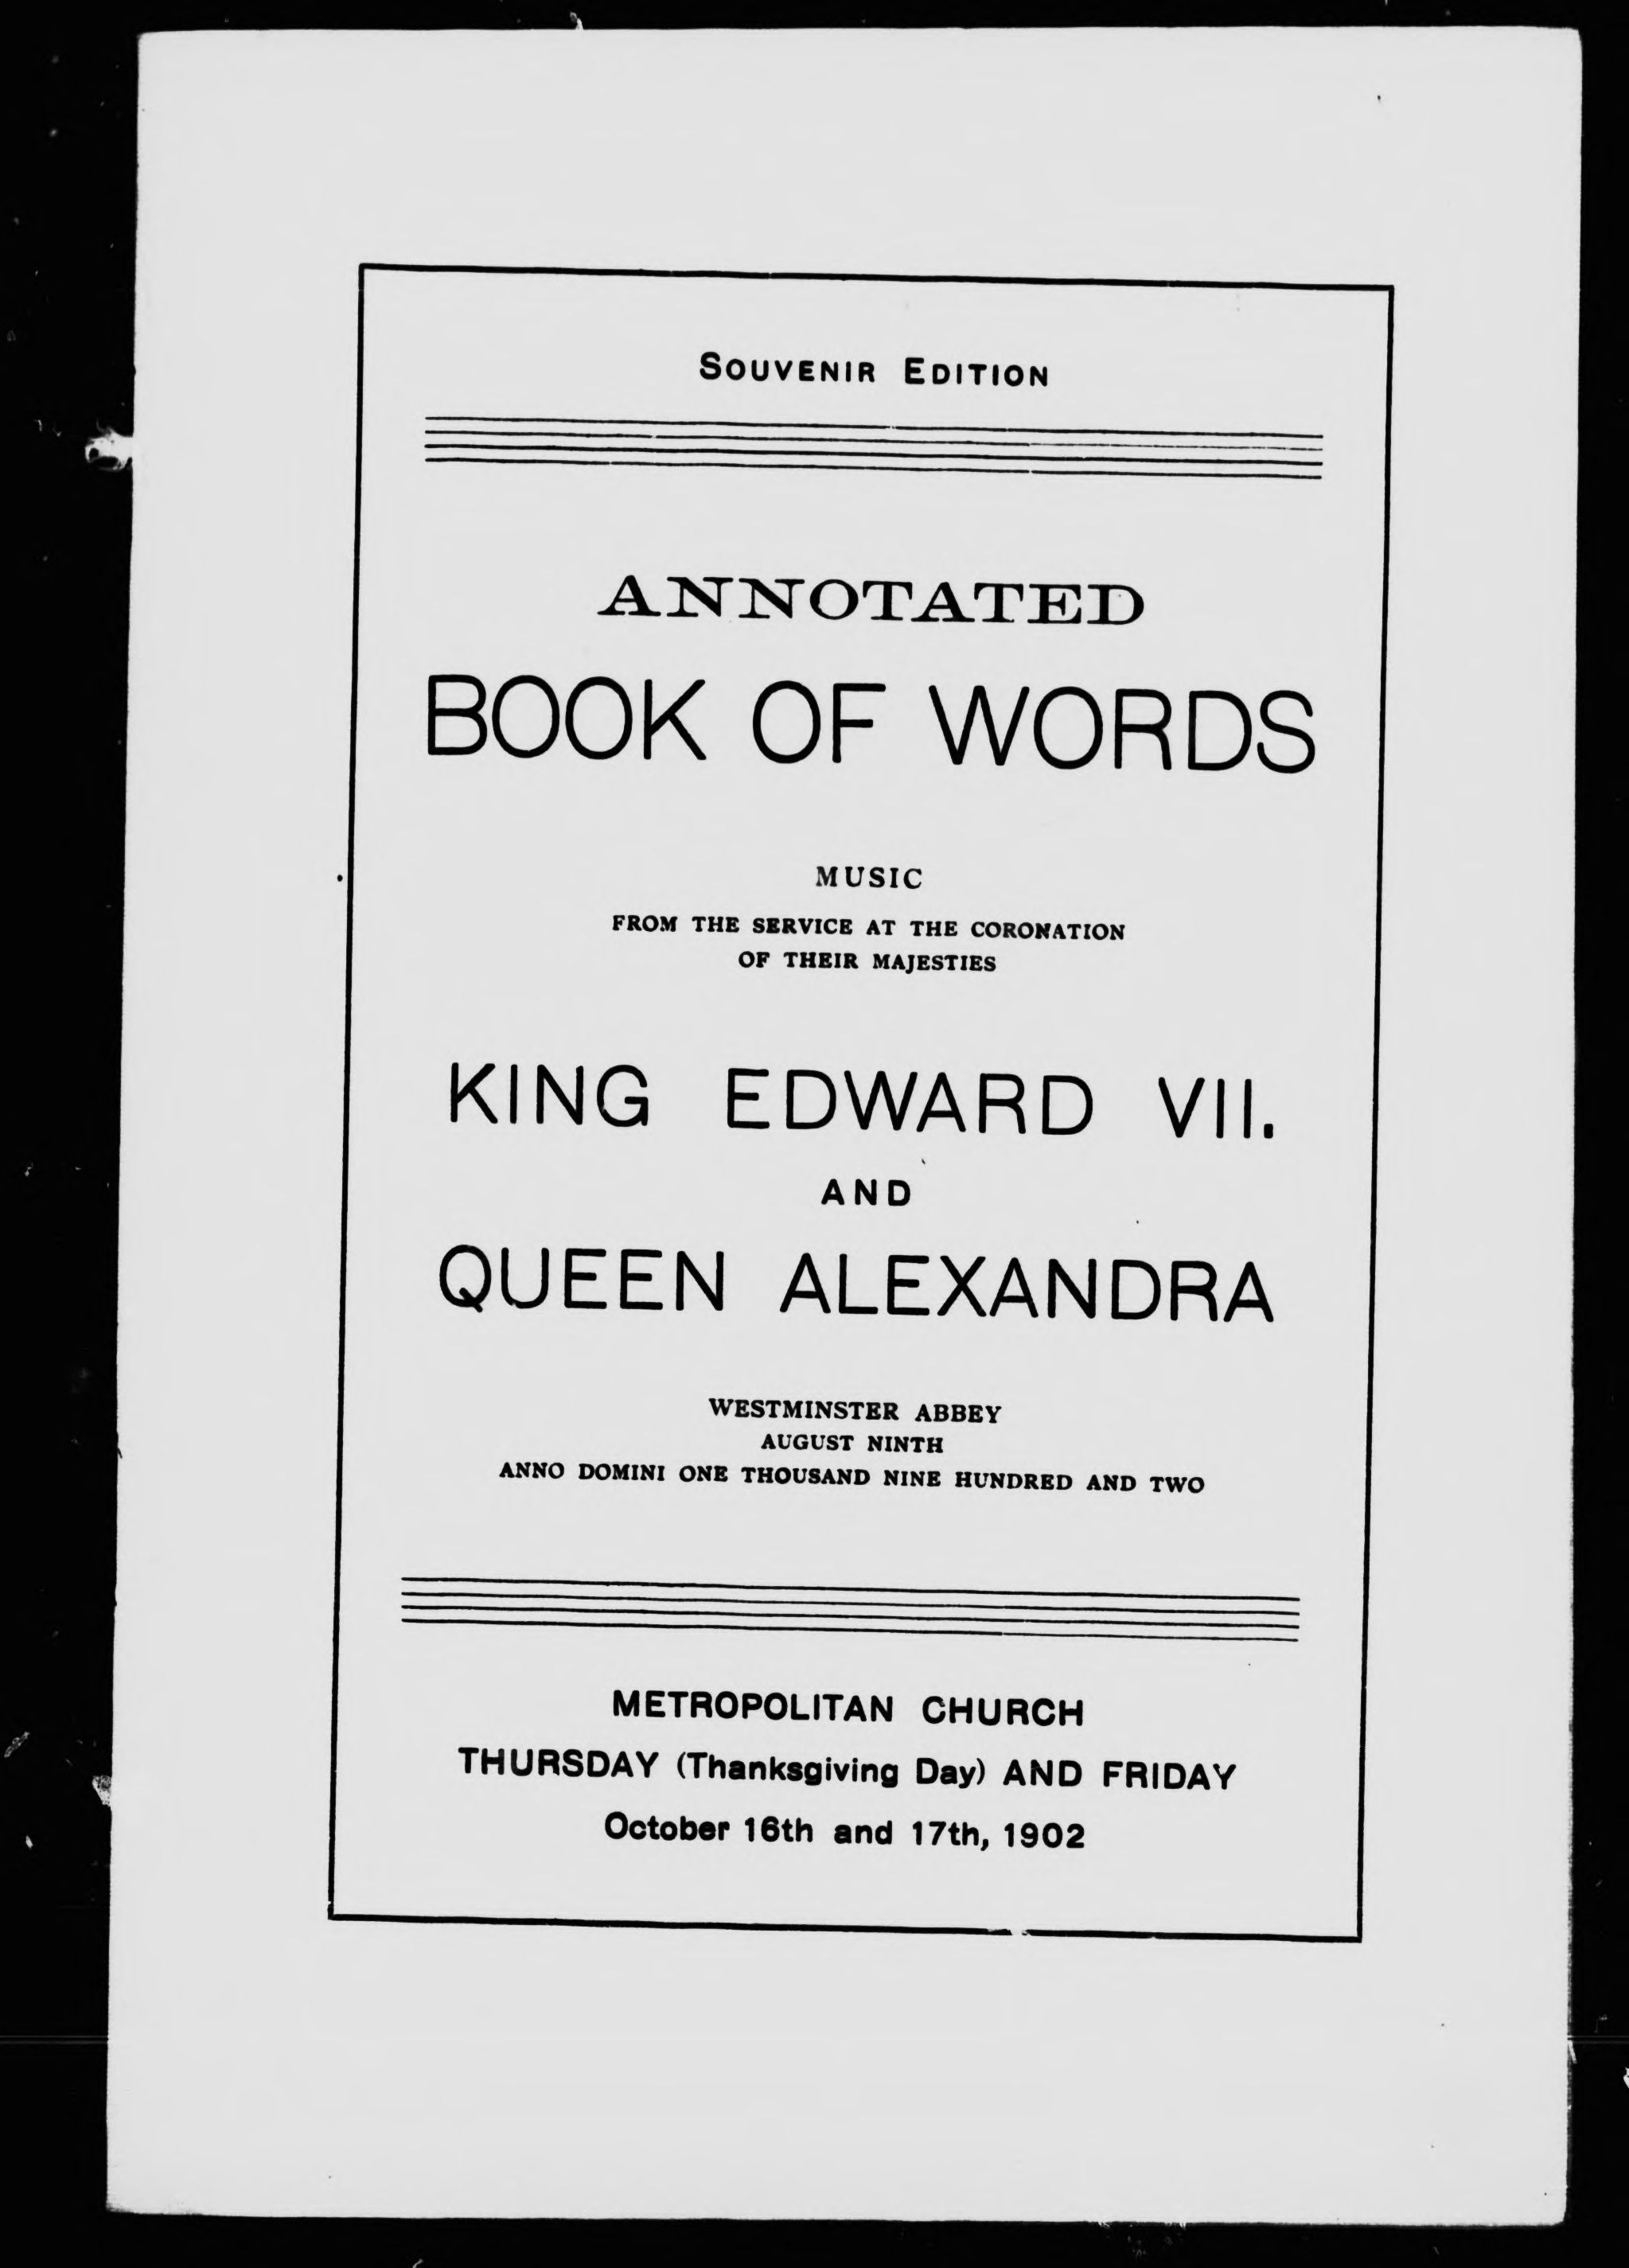 SOUVENIR EDITION
ANNOTATED
BOOK OF WORDS
MUSIC
FROM THE SERVICE AT THE CORONATION
OF THEIR MAJESTIES
KING EDWARD VII.
AND
QUEEN ALEXANDRA
WESTMINSTER ABBEY
AUGUST NINTH
ANNO DOMINI ONE THOUSAND NINE HUNDRED AND TWO
METROPOLITAN CHURCH
THURSDAY (Thanksgiving Day) AND FRIDAY
October 16th and 17th, 1902